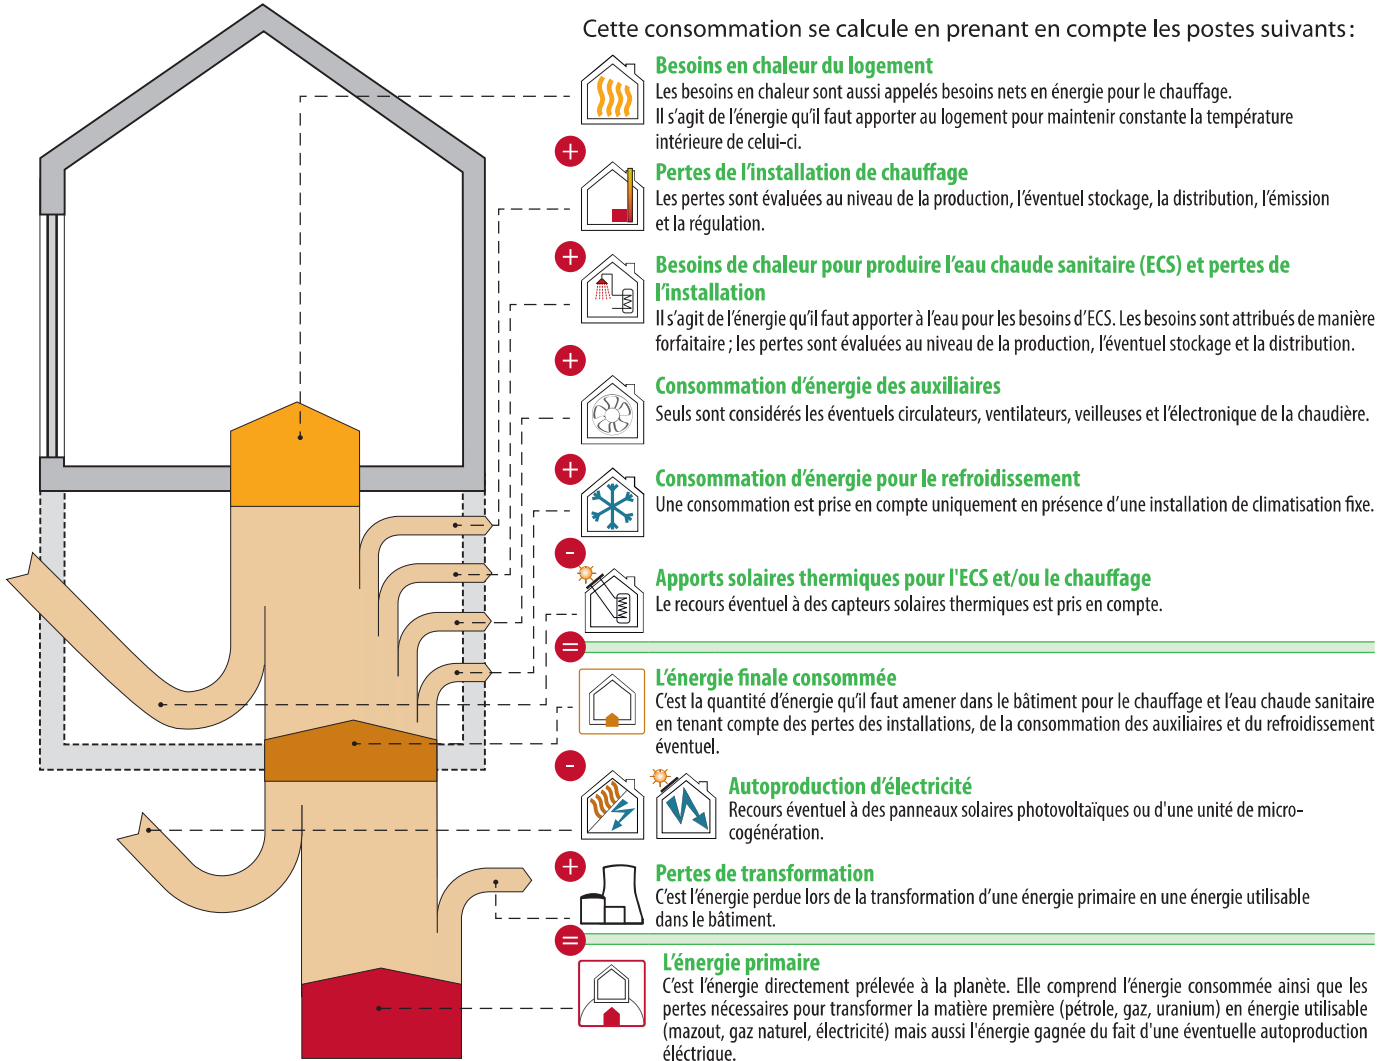 Cette consommation se calcule en prenant en compte les postes suivants :
Besoins en chaleur du logement
Les besoins en chaleur sont aussi appelés besoins nets en énergie pour le chauffage.
Il s'agit de l'énergie qu'il faut apporter au logement pour maintenir constante la température
intérieure de celui-ci.
+
Pertes de l'installation de chauffage
Les pertes sont évaluées au niveau de la production, l'éventuel stockage, la distribution, l'émission
et la régulation.
+
Besoins de chaleur pour produire l'eau chaude sanitaire (ECS) et pertes de
l'installation
Il s'agit de l'énergie qu'il faut apporter à l'eau pour les besoins d'ECS. Les besoins sont attribués de manière
forfaitaire ; les pertes sont évaluées au niveau de la production, l'éventuel stockage et la distribution.
+
Consommation d'énergie des auxiliaires
Seuls sont considérés les éventuels circulateurs, ventilateurs, veilleuses et l'électronique de la chaudière.
+
Consommation d'énergie pour le refroidissement
Une consommation est prise en compte uniquement en présence d'une installation de climatisation fixe.
-
Apports solaires thermiques pour l'ECS et/ou le chauffage
Le recours éventuel à des capteurs solaires thermiques est pris en compte.
=
L'énergie finale consommée
C'est la quantité d'énergie qu'il faut amener dans le bâtiment pour le chauffage et l'eau chaude sanitaire
en tenant compte des pertes des installations, de la consommation des auxiliaires et du refroidissement
éventuel.
-
Autoproduction d'électricité
Recours éventuel à des panneaux solaires photovoltaïques ou d'une unité de micro-
cogénération.
+
Pertes de transformation
C'est l'énergie perdue lors de la transformation d'une énergie primaire en une énergie utilisable
dans le bâtiment.
=
L'énergie primaire
C'est l'énergie directement prélevée à la planète. Elle comprend l'énergie consommée ainsi que les
pertes nécessaires pour transformer la matière première (pétrole, gaz, uranium) en énergie utilisable
(mazout, gaz naturel, électricité) mais aussi l'énergie gagnée du fait d'une éventuelle autoproduction
éléctrique.